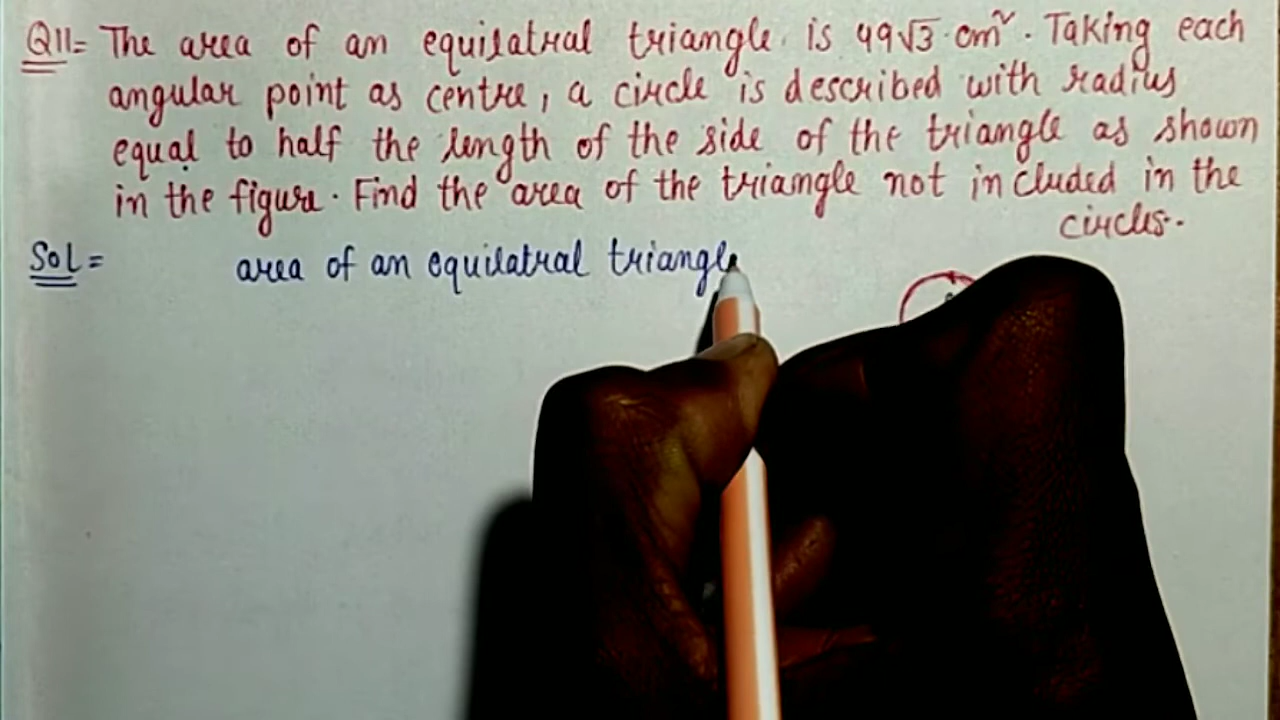 Q11= The area of an equilatral triangle is 49√3 cm². Taking each
angular point as centre, a circle is described with radius
equal to half the length of the side of the triangle as shown
in the figure. Find the area of the triangle not included in the
circles.
Sol= area of an equilatral triangle